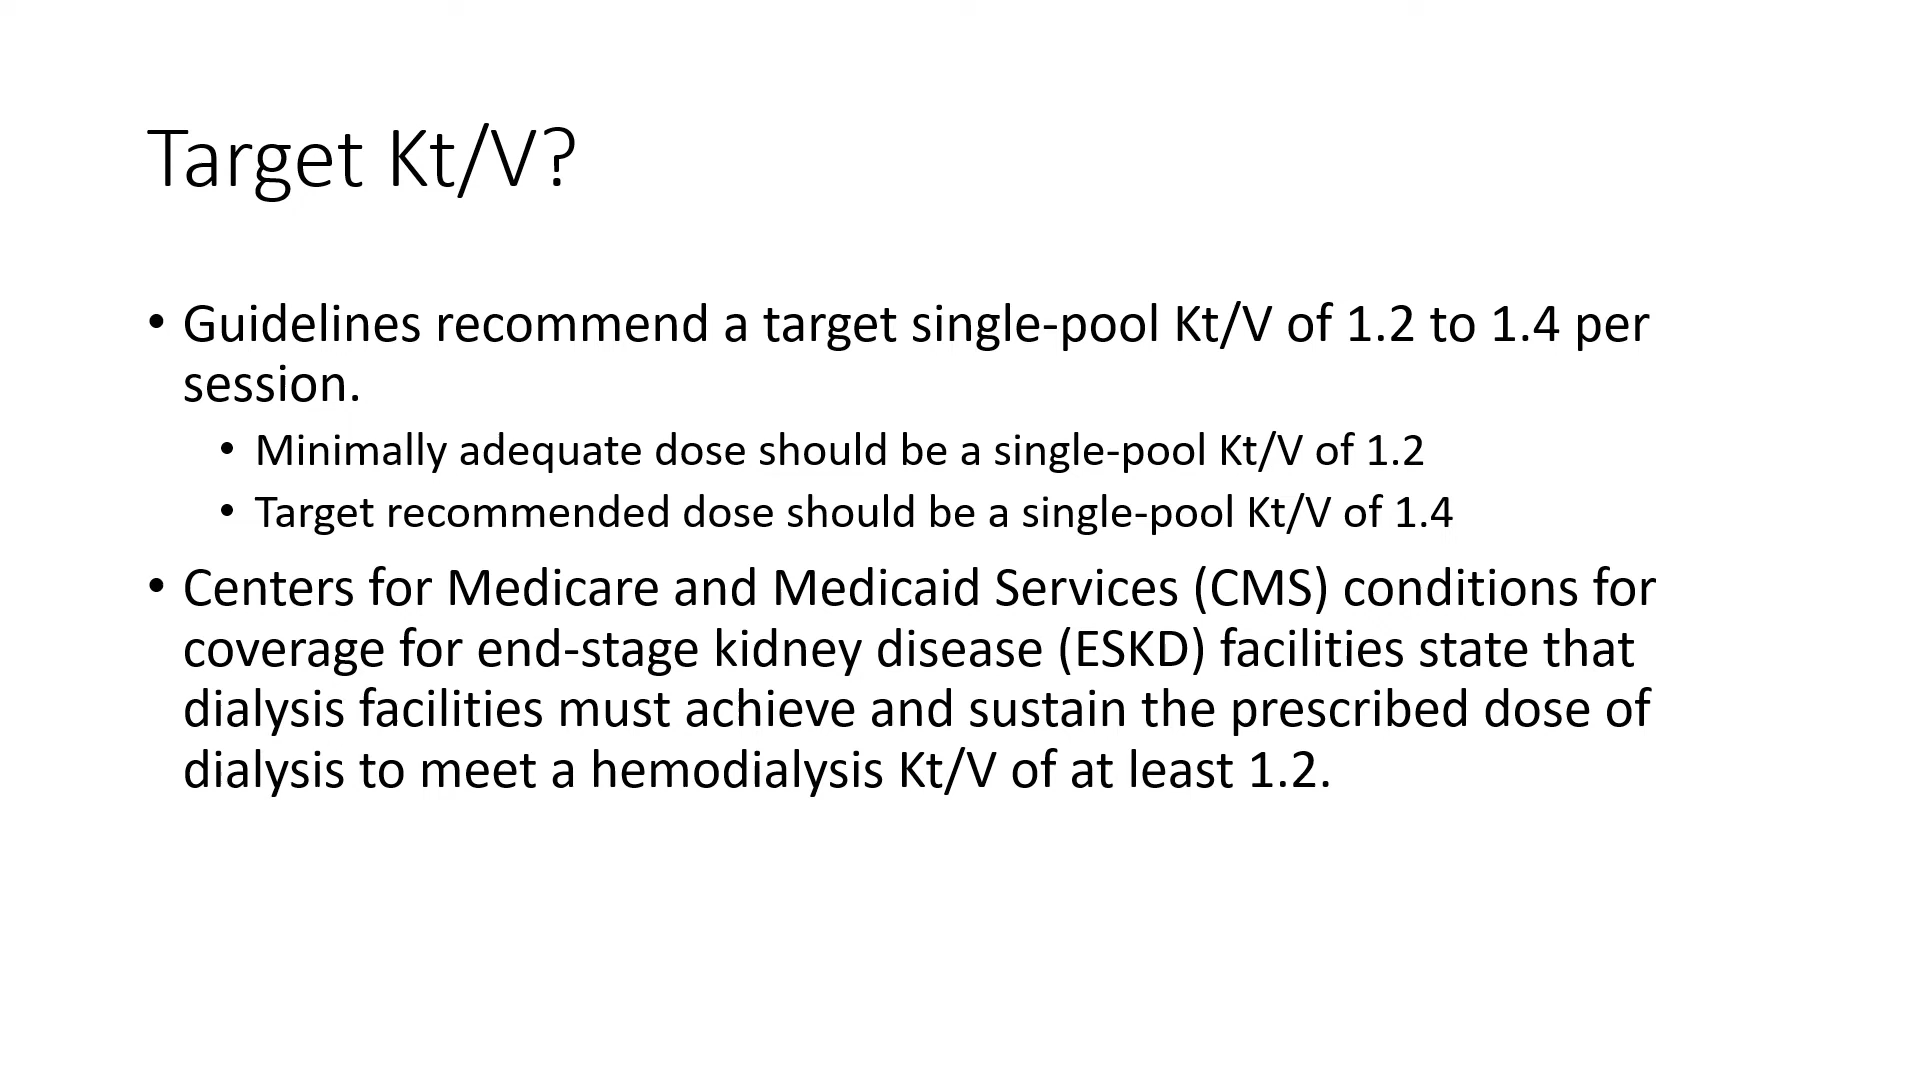 Target Kt/V?
• Guidelines recommend a target single-pool Kt/V of 1.2 to 1.4 per
session.
• Minimally adequate dose should be a single-pool Kt/V of 1.2
• Target recommended dose should be a single-pool Kt/V of 1.4
• Centers for Medicare and Medicaid Services (CMS) conditions for
coverage for end-stage kidney disease (ESKD) facilities state that
dialysis facilities must achieve and sustain the prescribed dose of
dialysis to meet a hemodialysis Kt/V of at least 1.2.